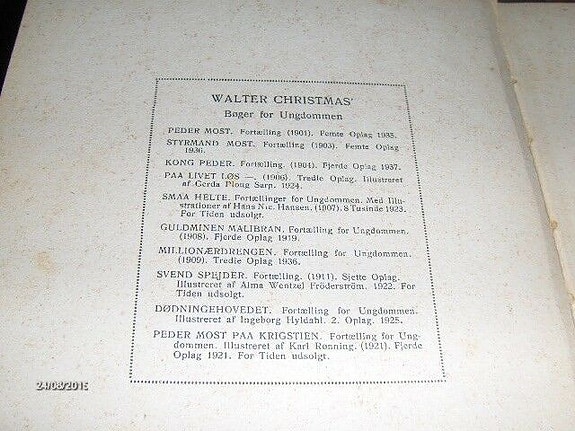 WALTER CHRISTMAS'
Bøger for Ungdommen
PEDER MOST. Fortælling (1901). Femte Oplag 1935.
STYRMAND MOST. Fortælling (1903). Femte Oplag
1936.
KONG PEDER. Fortælling. (1904). Fjerde Oplag 1937.
PAA LIVET LØS —. (1906). Tredie Oplag. Illustreret
af Gerda Ploug Sarp. 1924.
SMAA HELTE. Fortællinger for Ungdommen. Med Illu-
strationer af Hans Nic. Hansen. (1907). 8 Tusinde 1923.
For Tiden udsolgt.
GULDMINEN MALIBRAN. Fortælling for Ungdommen.
(1908). Fjerde Oplag 1919.
MILLIONÆRDRENGEN. Fortælling for Ungdommen.
(1909). Tredie Oplag 1936.
SVEND SPEJDER. Fortælling. (1911). Sjette Oplag.
Illustreret af Alma Wentzel Fröderström. 1922. For
Tiden udsolgt.
DØDNINGEHOVEDET. Fortælling for Ungdommen.
Illustreret af Ingeborg Hyldahl. 2. Oplag. 1925.
PEDER MOST PAA KRIGSTIEN. Fortælling for Ung-
dommen. Illustreret af Karl Rønning. (1921). Fjerde
Oplag 1921. For Tiden udsolgt.
24/08/2015